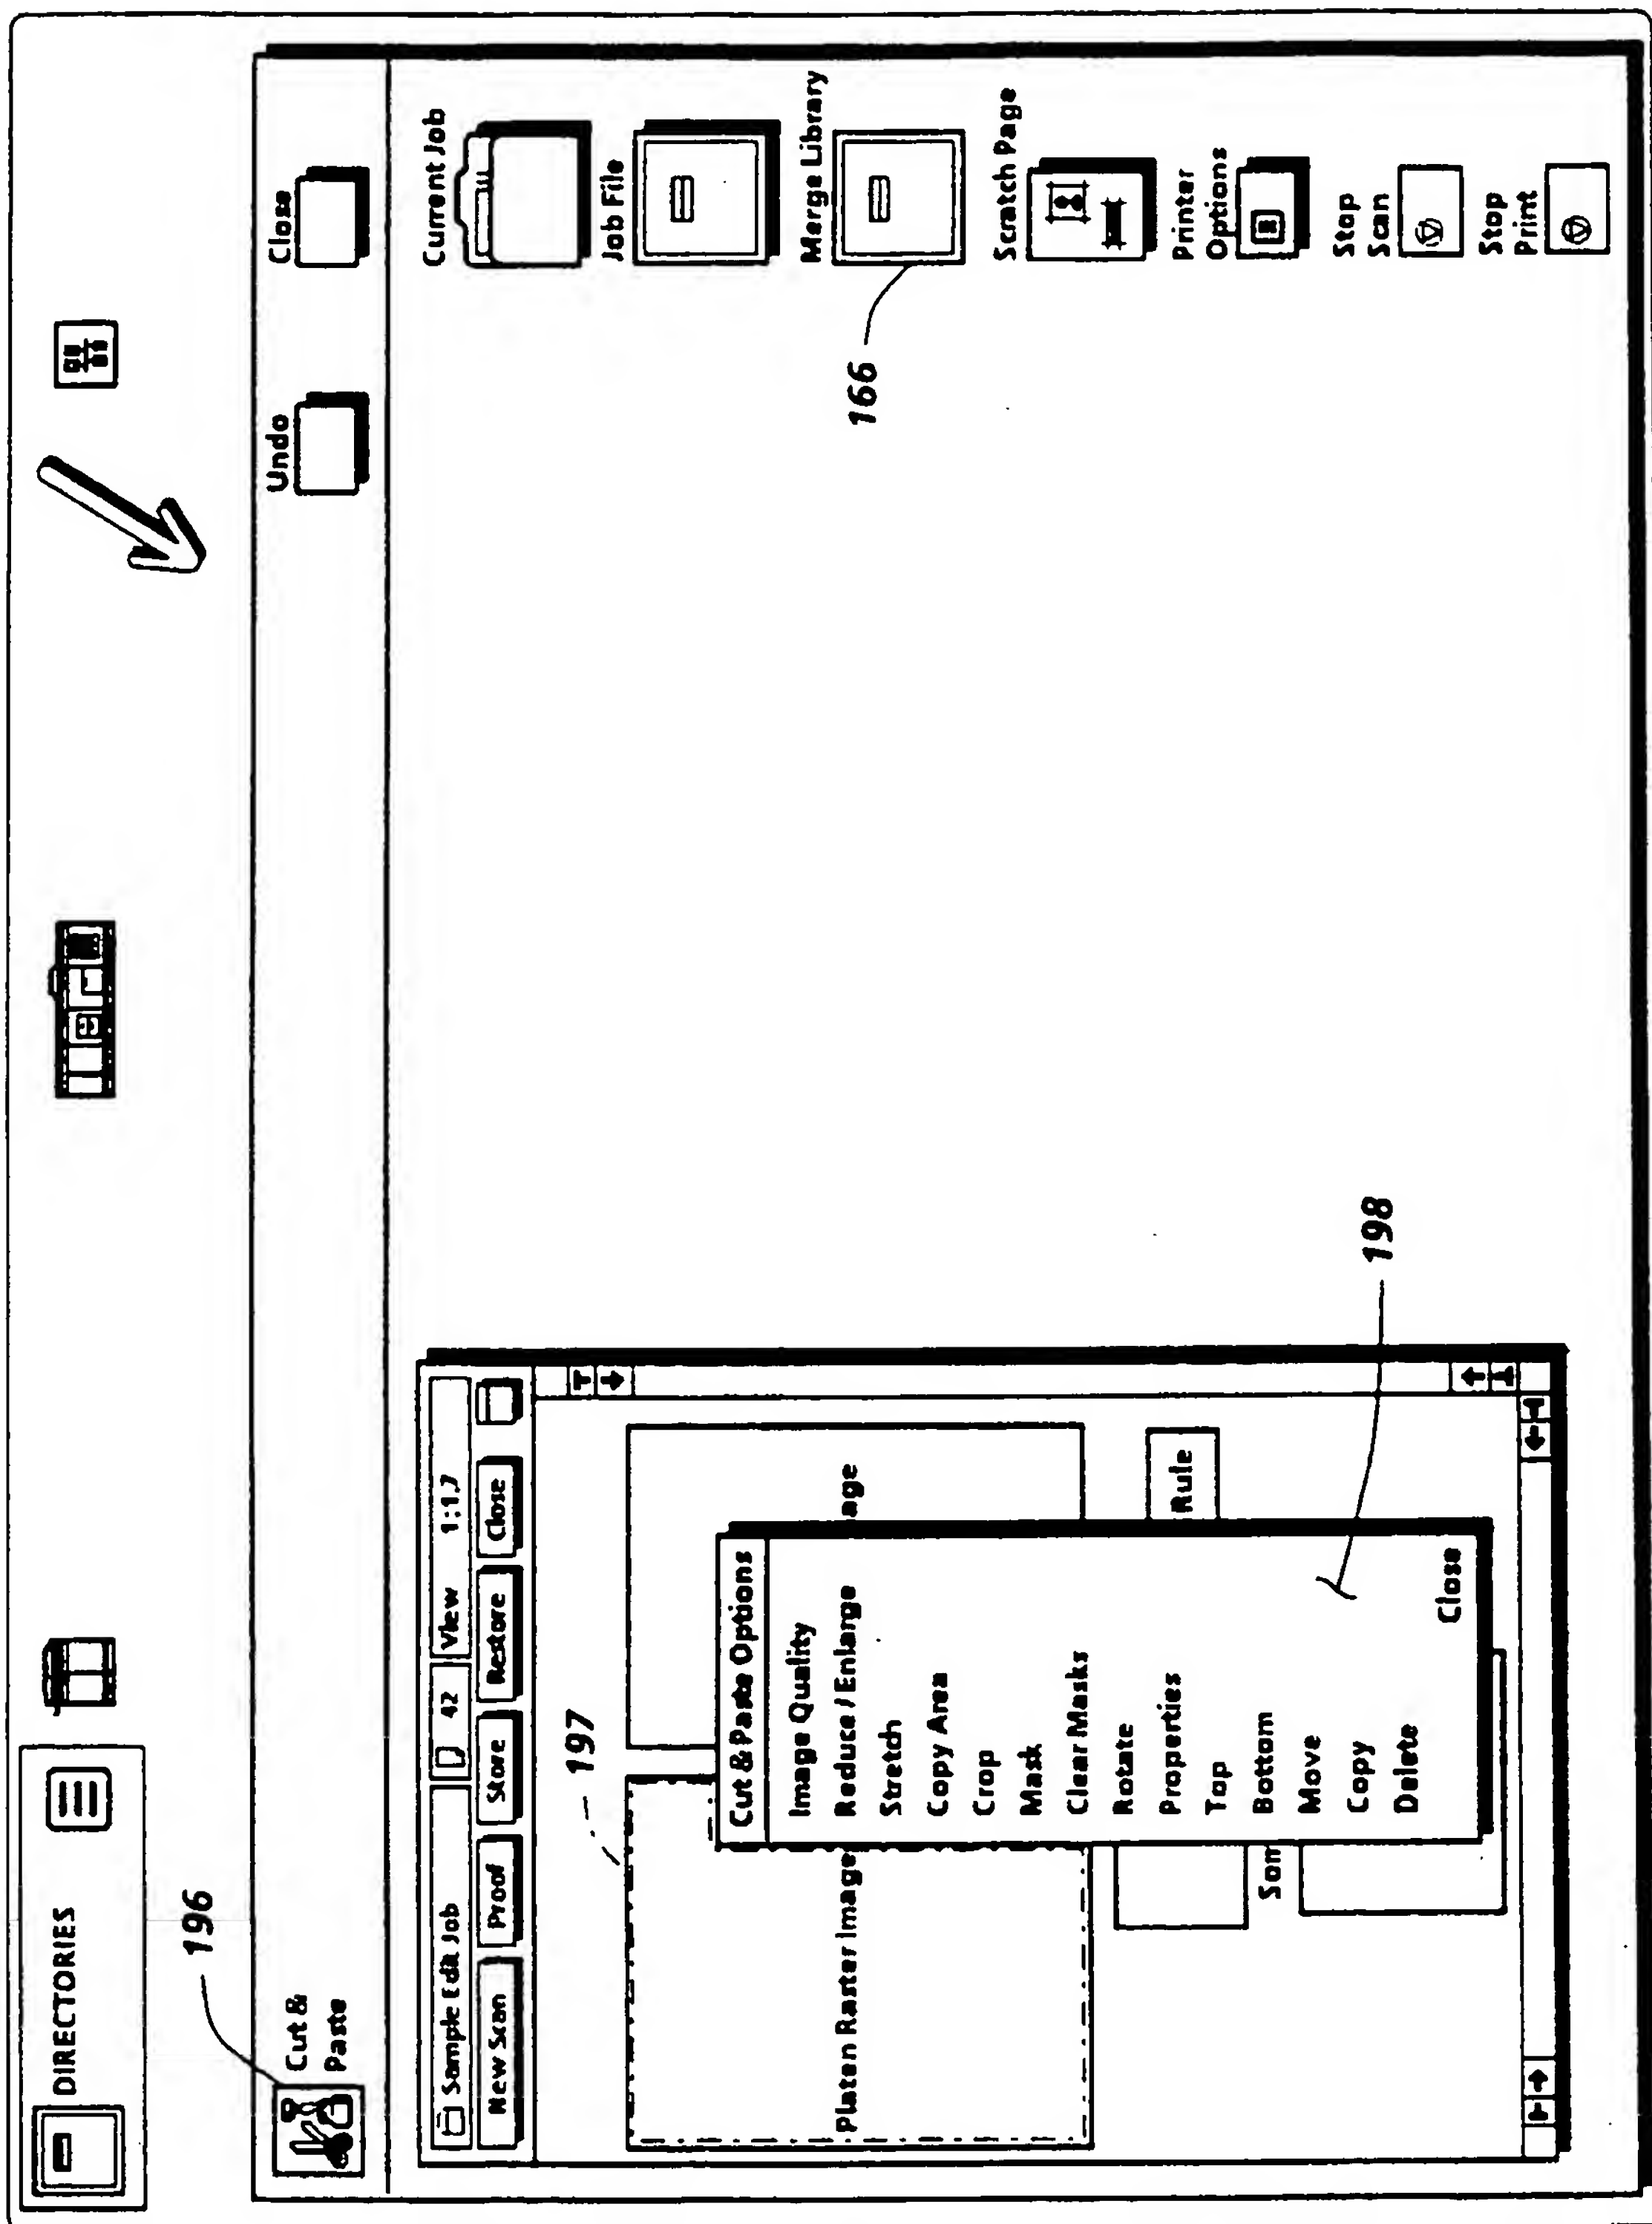 DIRECTORIES
196
Cut &
Paste
Undo
Close
Sample Edit Job
42
View 1:1.7
New Scan
Proof
Store
Restore
Close
197
Platen Raster Image
age
Rule
Som
Cut & Paste Options
Image Quality
Reduce / Enlarge
Stretch
Copy Area
Crop
Mask
Clear Masks
Rotate
Properties
Top
Bottom
Move
Copy
Delete
Close
198
Current Job
Job File
Merge Library
166
Scratch Page
Printer
Options
Stop
Scan
Stop
Print